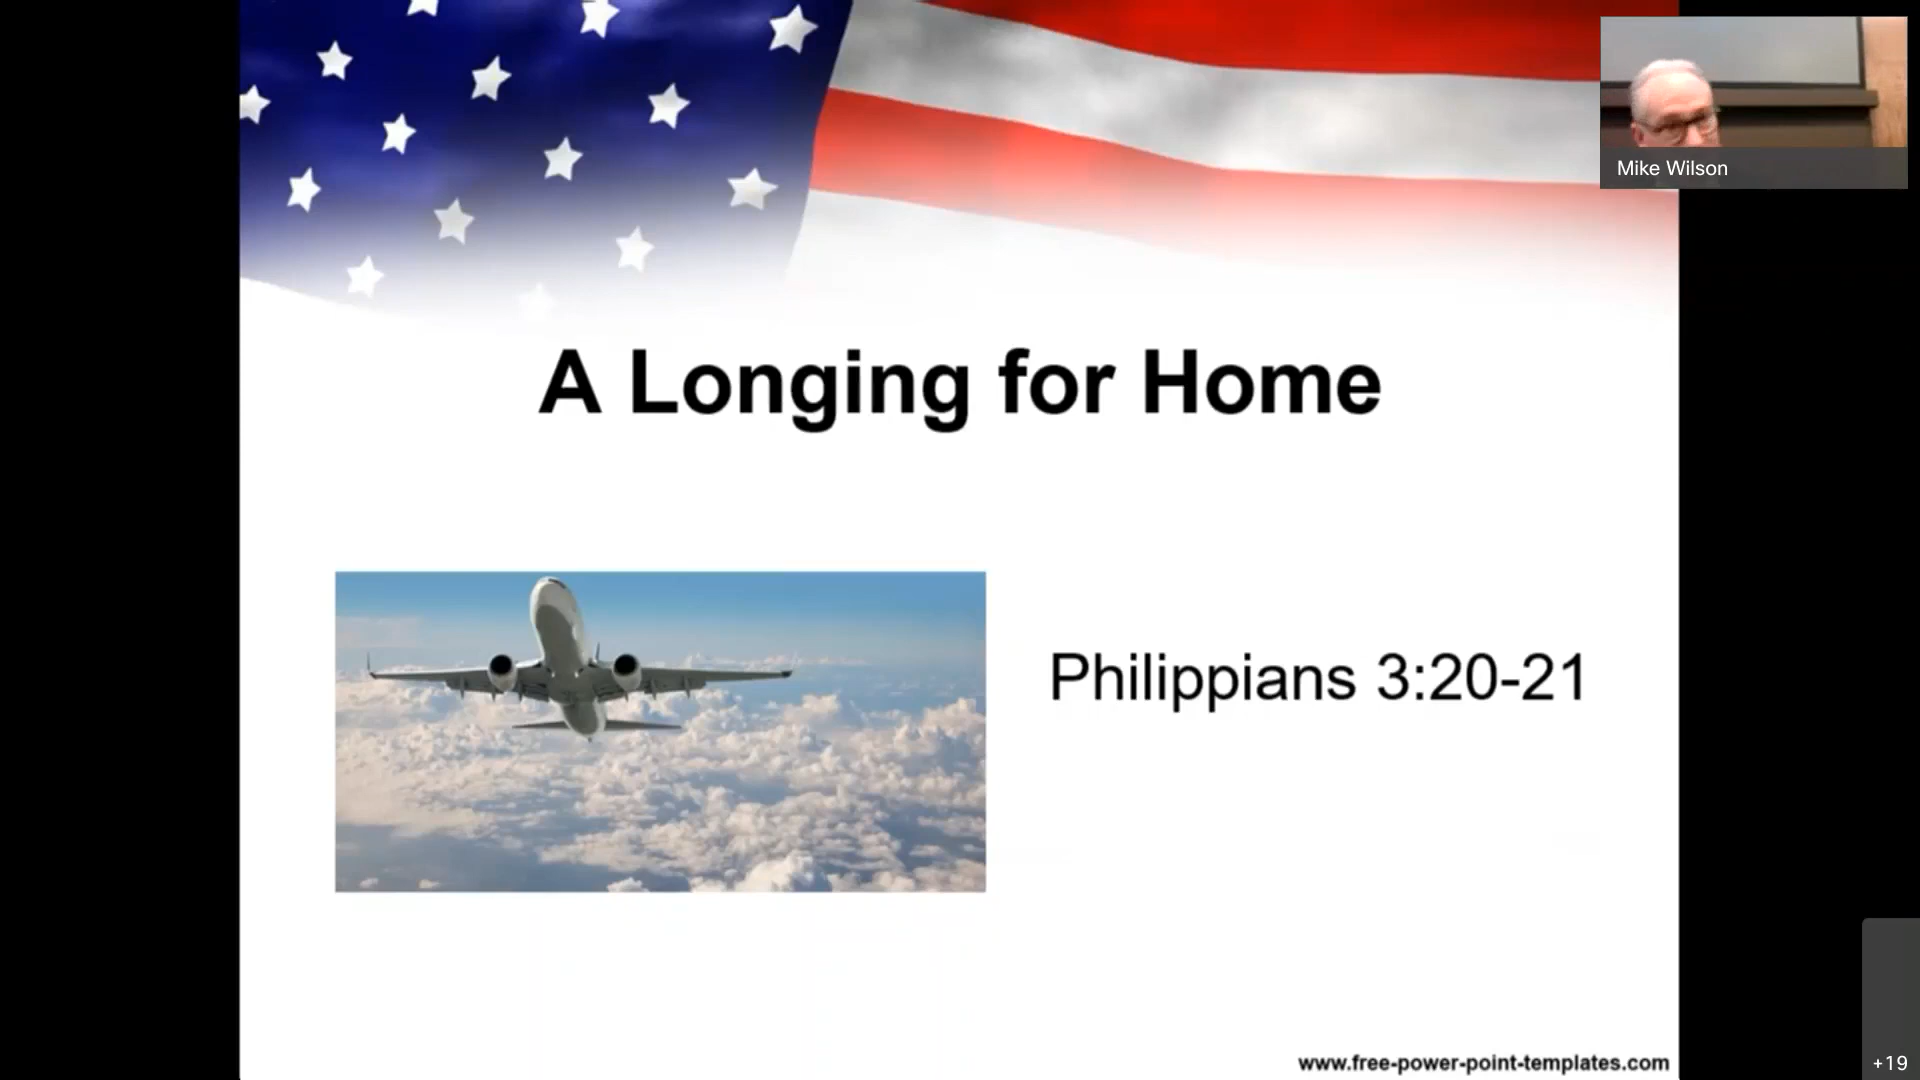 Mike Wilson
A Longing for Home
Philippians 3:20-21
www.free-power-point-templates.com
+19